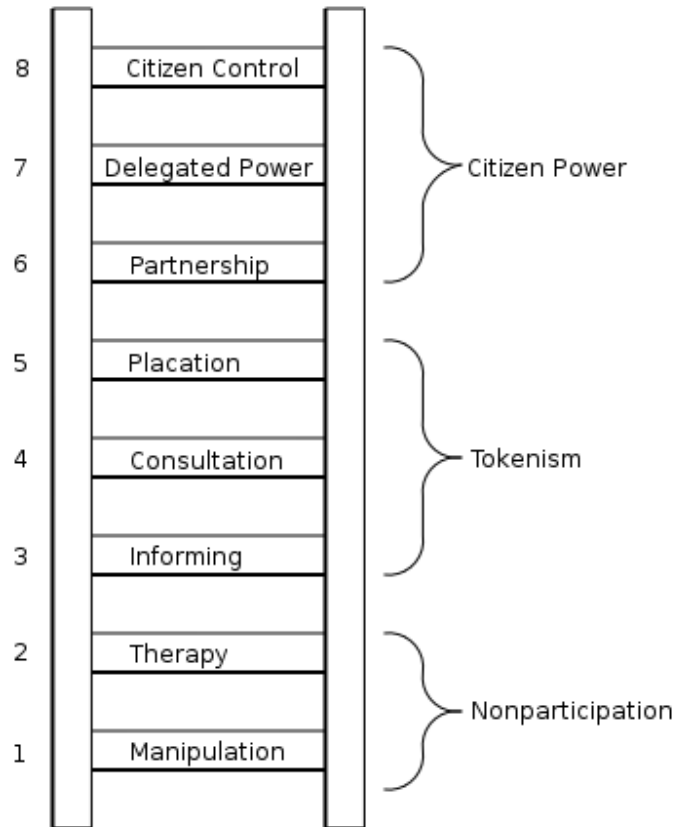 8 Citizen Control
7 Delegated Power
Citizen Power
6 Partnership
5 Placation
4 Consultation
Tokenism
3 Informing
2 Therapy
Nonparticipation
1 Manipulation